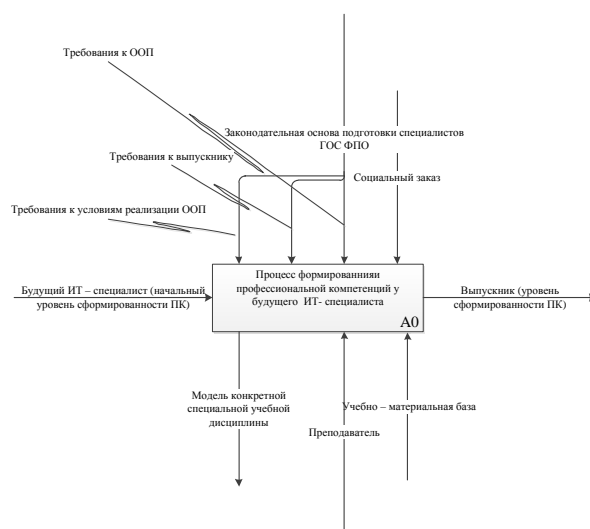 Требования к ООП
Законодательная основа подготовки специалистов
ГОС ФПО
Требования к выпускнику
Социальный заказ
Требования к условиям реализации ООП
Процесс формированнияи
профессиональной компетенций у
будущего ИТ- специалиста
A0
Будущий ИТ – специалист (начальный
уровень сформированности ПК)
Выпускник (уровень
сформированности ПК)
Модель конкретной
специальной учебной
дисциплины
Учебно – материальная база
Преподаватель